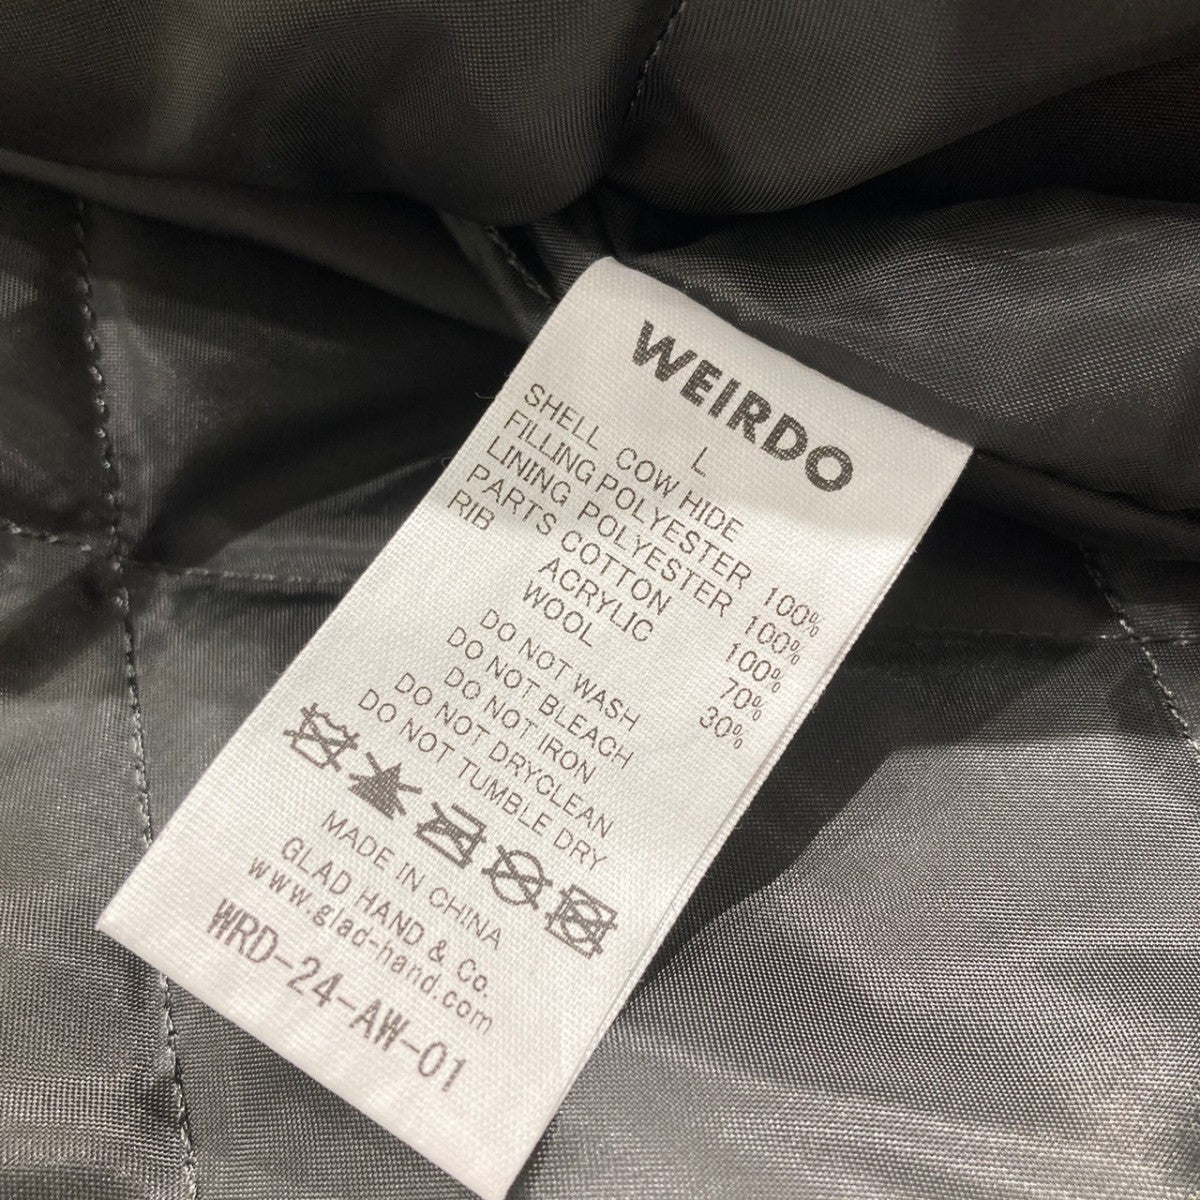 WEIRDO
L
SHELL COW HIDE
FILLING POLYESTER 100%
LINING POLYESTER 100%
PARTS COTTON 100%
RIB ACRYLIC 70%
WOOL 30%
DO NOT WASH
DO NOT BLEACH
DO NOT IRON
DO NOT DRYCLEAN
DO NOT TUMBLE DRY
MADE IN CHINA
GLAD HAND & Co.
www.glad-hand.com
WRD-24-AW-01